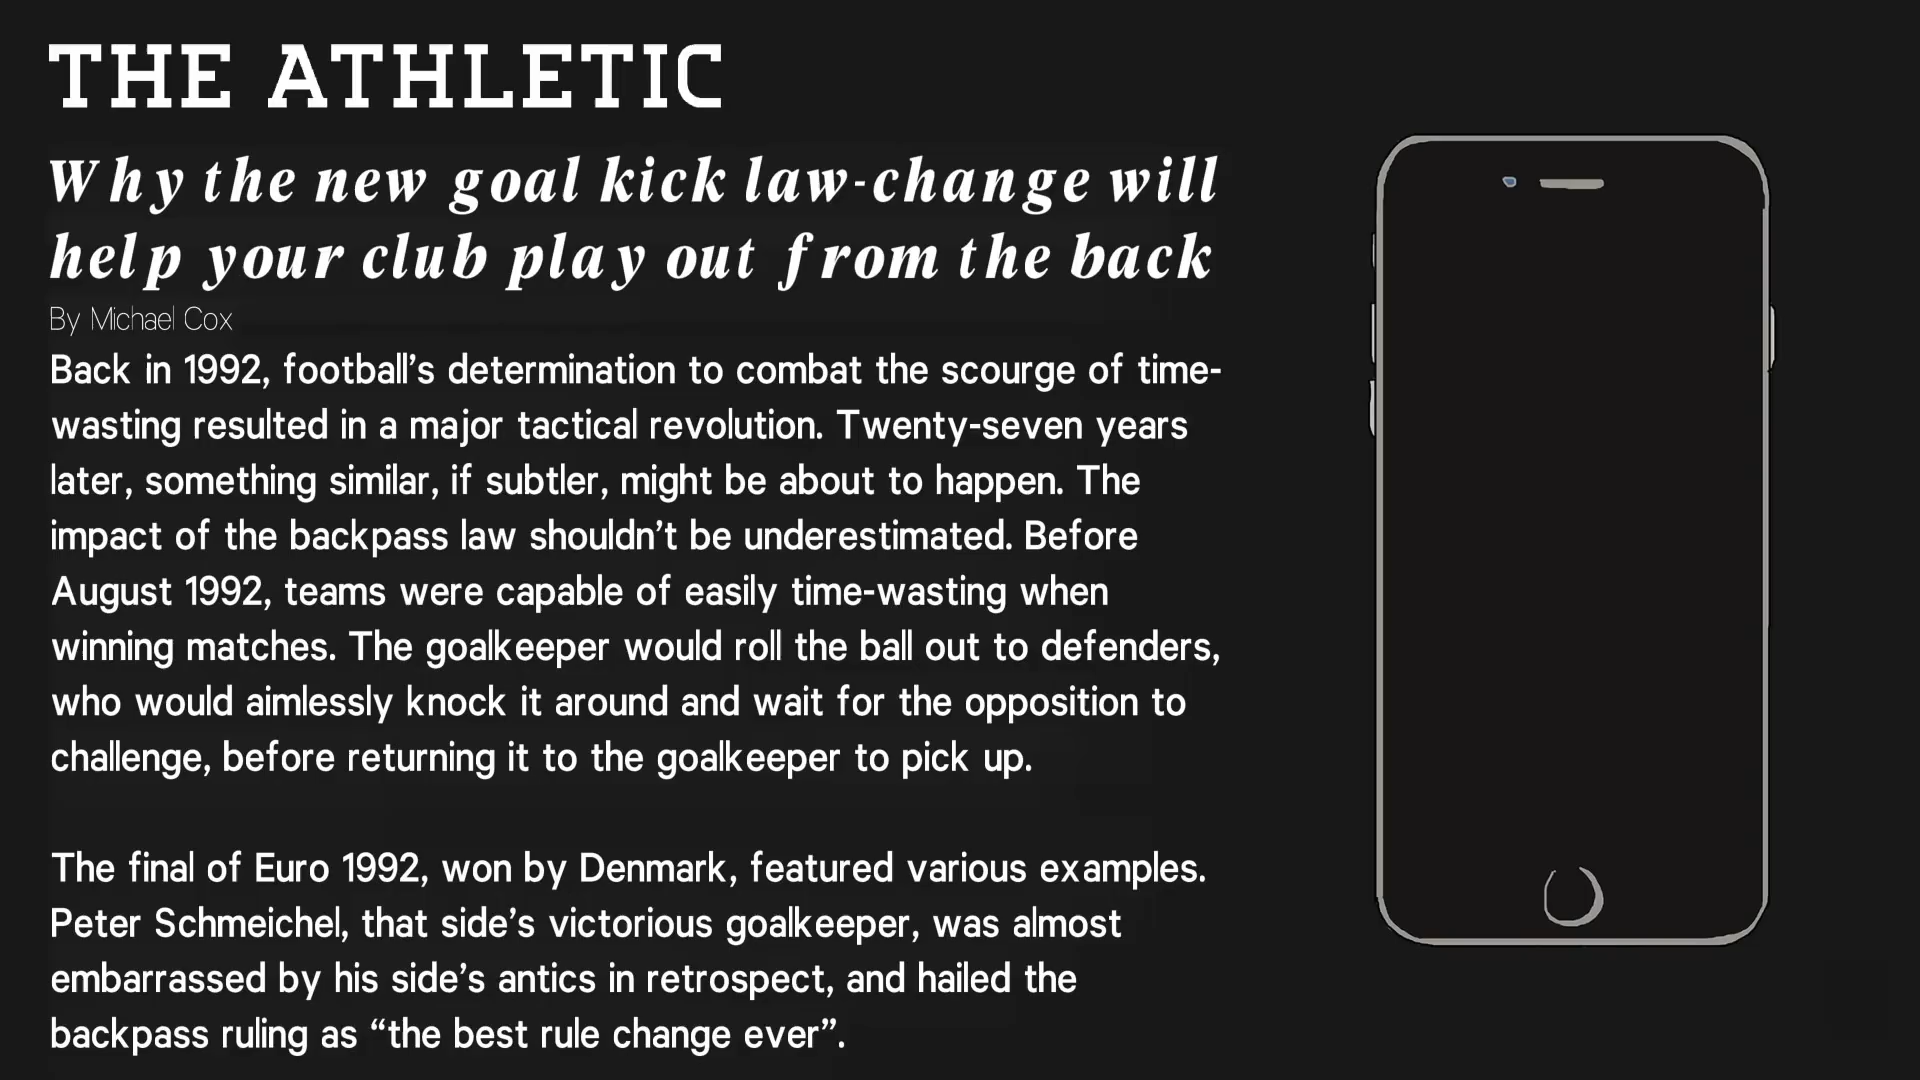 THE ATHLETIC
Why the new goal kick law-change will
help your club play out from the back
By Michael Cox
Back in 1992, football’s determination to combat the scourge of time-
wasting resulted in a major tactical revolution. Twenty-seven years
later, something similar, if subtler, might be about to happen. The
impact of the backpass law shouldn’t be underestimated. Before
August 1992, teams were capable of easily time-wasting when
winning matches. The goalkeeper would roll the ball out to defenders,
who would aimlessly knock it around and wait for the opposition to
challenge, before returning it to the goalkeeper to pick up.
The final of Euro 1992, won by Denmark, featured various examples.
Peter Schmeichel, that side’s victorious goalkeeper, was almost
embarrassed by his side’s antics in retrospect, and hailed the
backpass ruling as “the best rule change ever”.